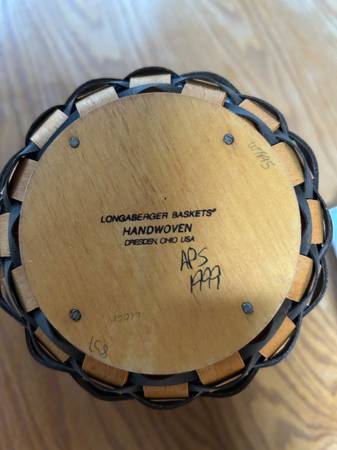 LONGABERGER BASKETS®
HANDWOVEN
DRESDEN, OHIO USA
APS
1999